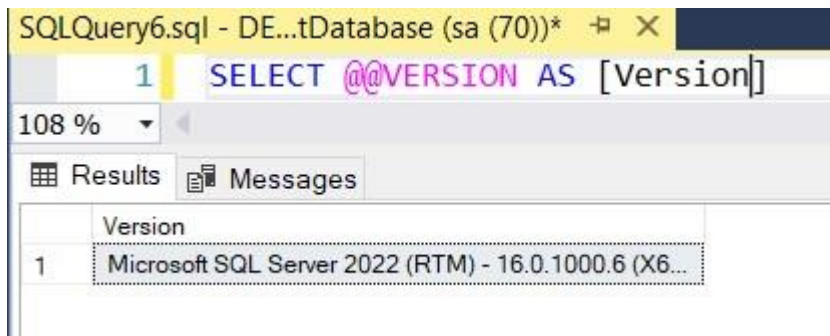 SQLQuery6.sql - DE...tDatabase (sa (70))*
1 SELECT @@VERSION AS [Version]
108 %
Results Messages
Version
1 Microsoft SQL Server 2022 (RTM) - 16.0.1000.6 (X6...